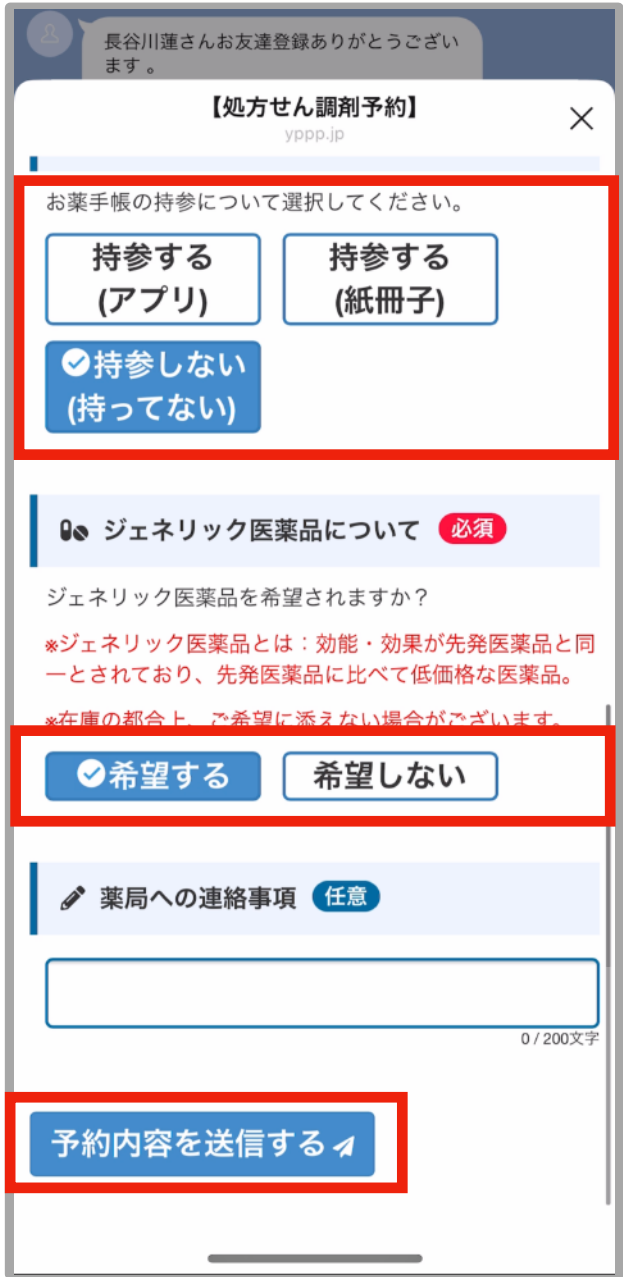 長谷川蓮さんお友達登録ありがとうござい
ます 。
【処方せん調剤予約】
yppp.jp
お薬手帳の持参について選択してください。
持参する
(アプリ)
持参する
(紙冊子)
持参しない
(持ってない)
ジェネリック医薬品について 必須
ジェネリック医薬品を希望されますか？
※ジェネリック医薬品とは：効能・効果が先発医薬品と同
一とされており、先発医薬品に比べて低価格な医薬品。
※在庫の都合上、ご希望に添えない場合がございます。
希望する
希望しない
薬局への連絡事項 任意
0 / 200文字
予約内容を送信する